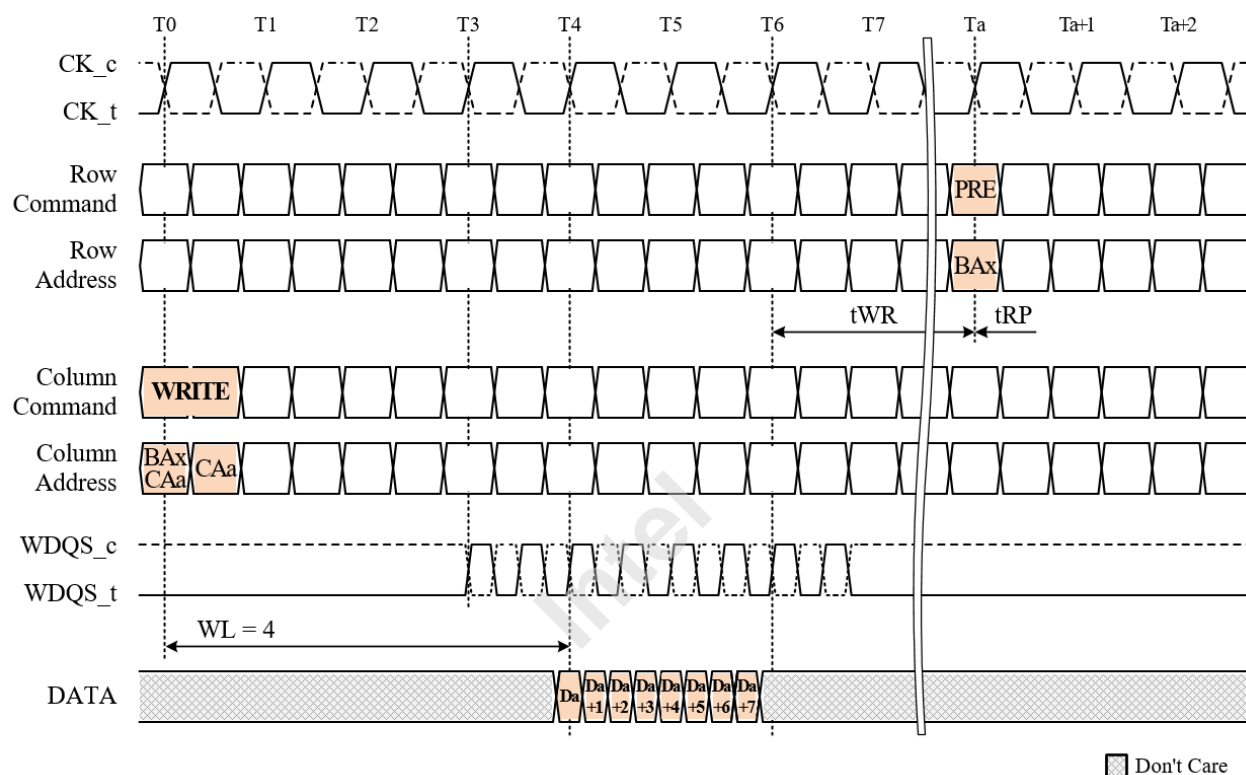 T0 T1 T2 T3 T4 T5 T6 T7 Ta Ta+1 Ta+2
CK_c
CK_t
Row
Command
PRE
Row
Address
BAx
tWR tRP
Column
Command
WRITE
Column
Address
BAx
CAa
CAa
WDQS_c
WDQS_t
WL = 4
DATA
Da
Da
+1
Da
+2
Da
+3
Da
+4
Da
+5
Da
+6
Da
+7
Intel
Don't Care